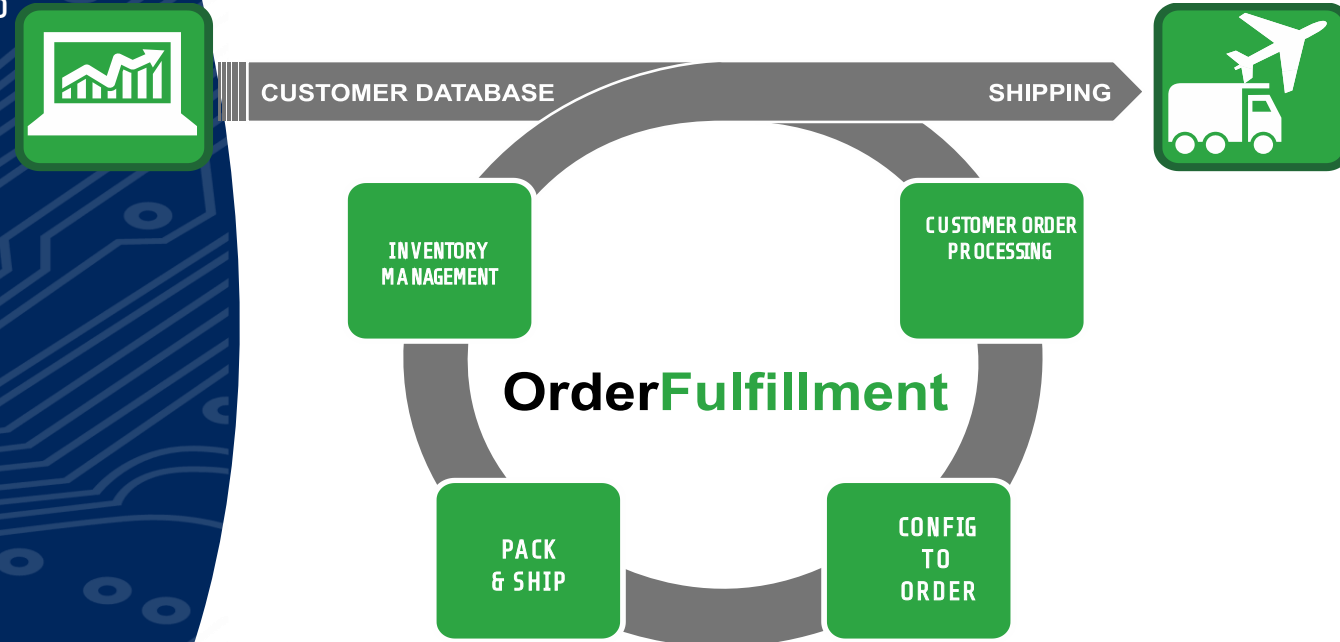 CUSTOMER DATABASE
SHIPPING
INVENTORY
MANAGEMENT
CUSTOMER ORDER
PROCESSING
OrderFulfillment
PACK
& SHIP
CONFIG
TO
ORDER